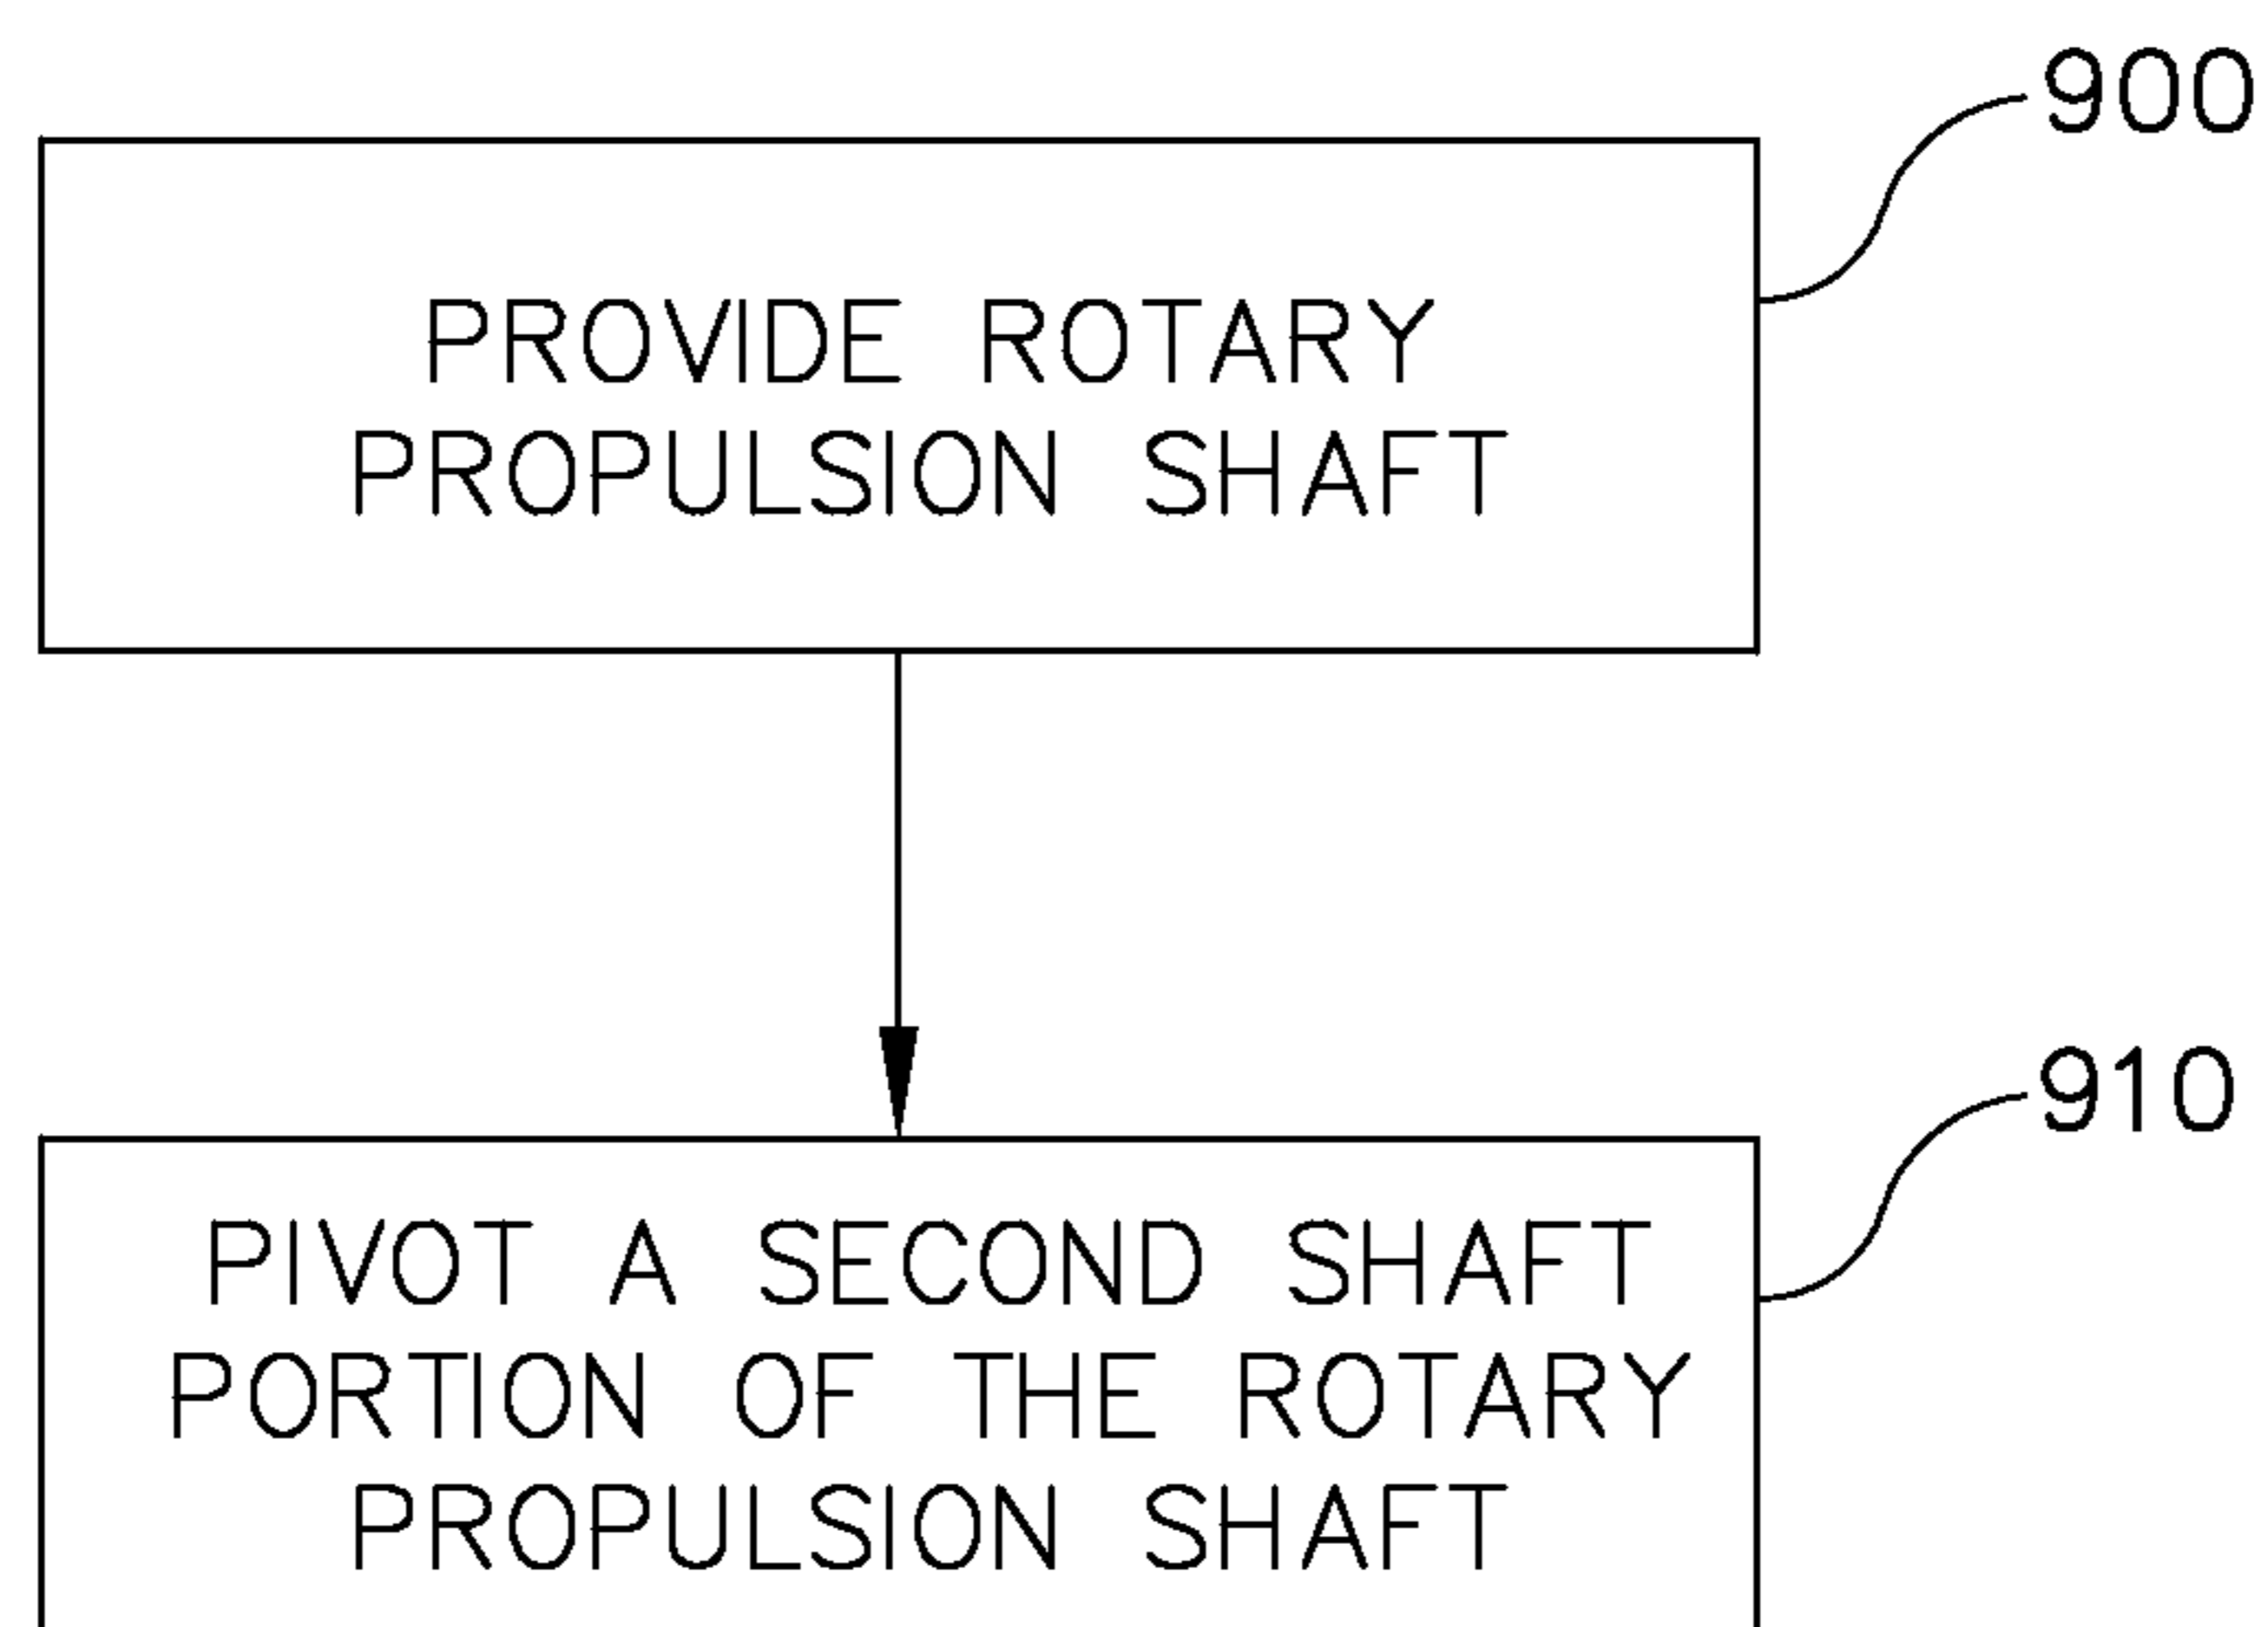 900
PROVIDE ROTARY
PROPULSION SHAFT
910
PIVOT A SECOND SHAFT
PORTION OF THE ROTARY
PROPULSION SHAFT